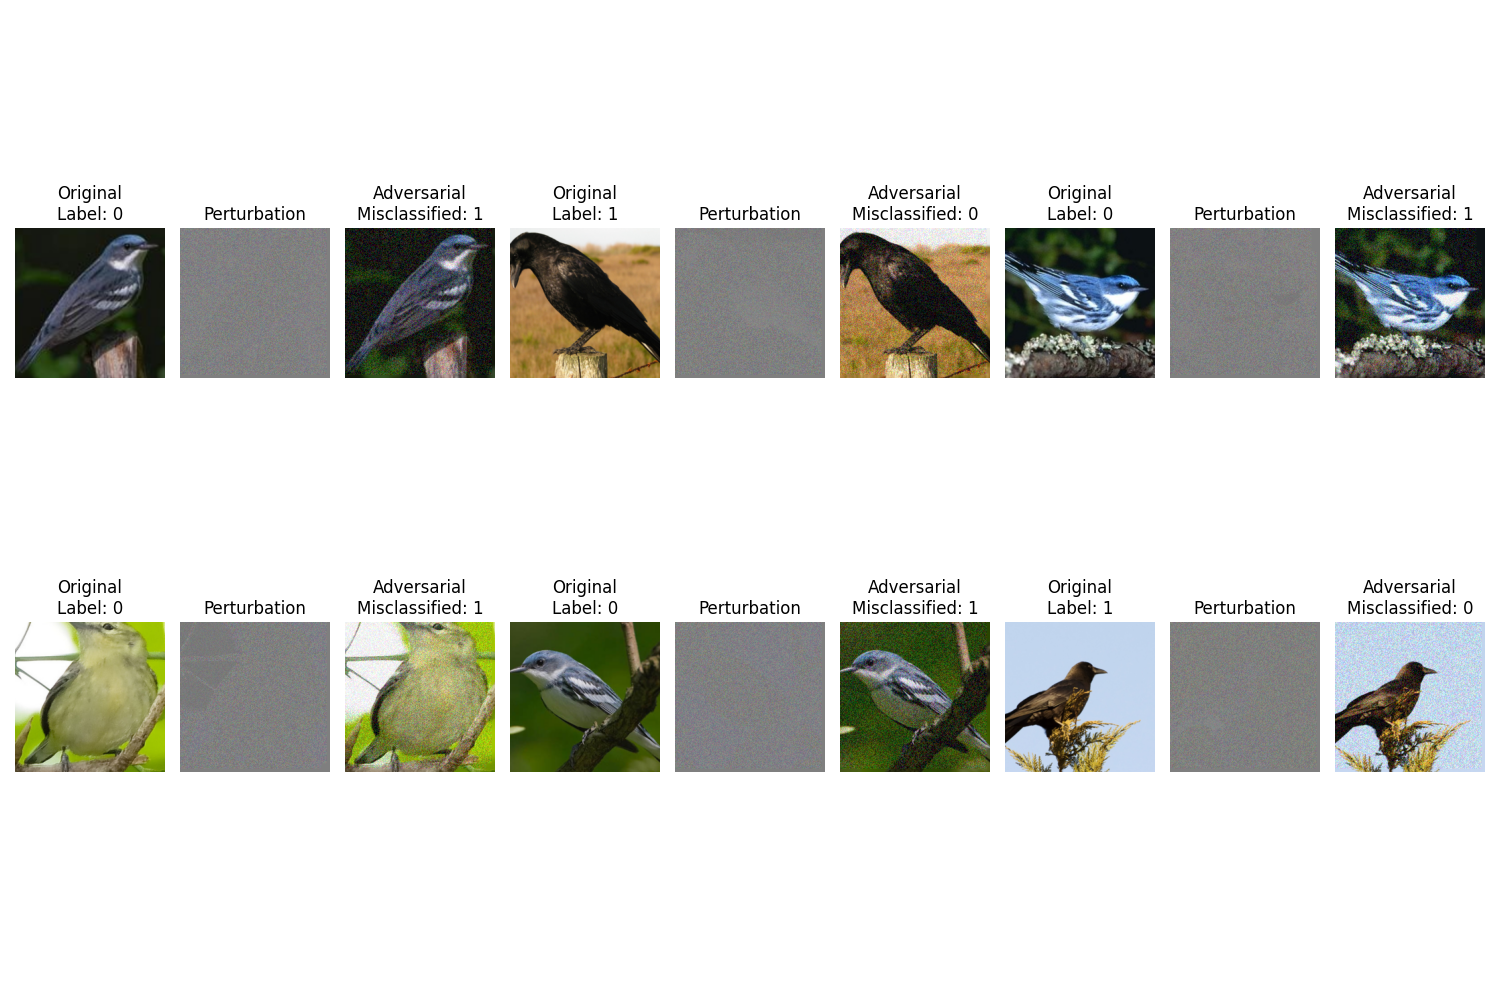 Original
Label: 0
Perturbation
Adversarial
Misclassified: 1
Original
Label: 1
Perturbation
Adversarial
Misclassified: 0
Original
Label: 0
Perturbation
Adversarial
Misclassified: 1
Original
Label: 0
Perturbation
Adversarial
Misclassified: 1
Original
Label: 0
Perturbation
Adversarial
Misclassified: 1
Original
Label: 1
Perturbation
Adversarial
Misclassified: 0